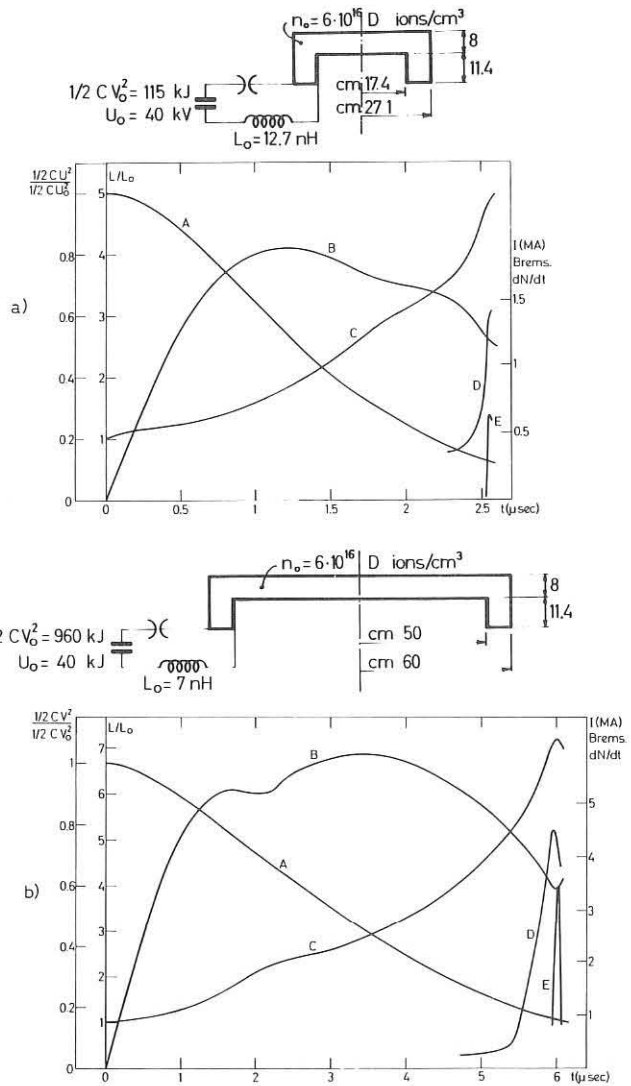 n₀ = 6·10¹⁶ D ions/cm³
8
11.4
cm 17.4
cm 27.1
1/2 C V₀² = 115 kJ
U₀ = 40 kV
L₀ = 12.7 nH
1/2 CU²
1/2 CU₀²
L/L₀
I (MA)
Brems.
dN/dt
a)
1
0.8
0.6
0.4
0.2
0
5
4
3
2
1
1.5
1
0.5
A
B
C
D
E
0
0.5
1
1.5
2
2.5
t(µ sec)
n₀ = 6·10¹⁶ D ions/cm³
8
11.4
cm 50
cm 60
2 C V₀² = 960 kJ
U₀ = 40 kJ
L₀ = 7 nH
1/2 C V²
1/2 C V₀²
L/L₀
I (MA)
Brems.
dN/dt
b)
1
0.8
0.6
0.4
0.2
0
7
6
5
4
3
2
1
5
4
3
2
1
B
A
C
D
E
0
1
2
3
4
5
6
t(µ sec)